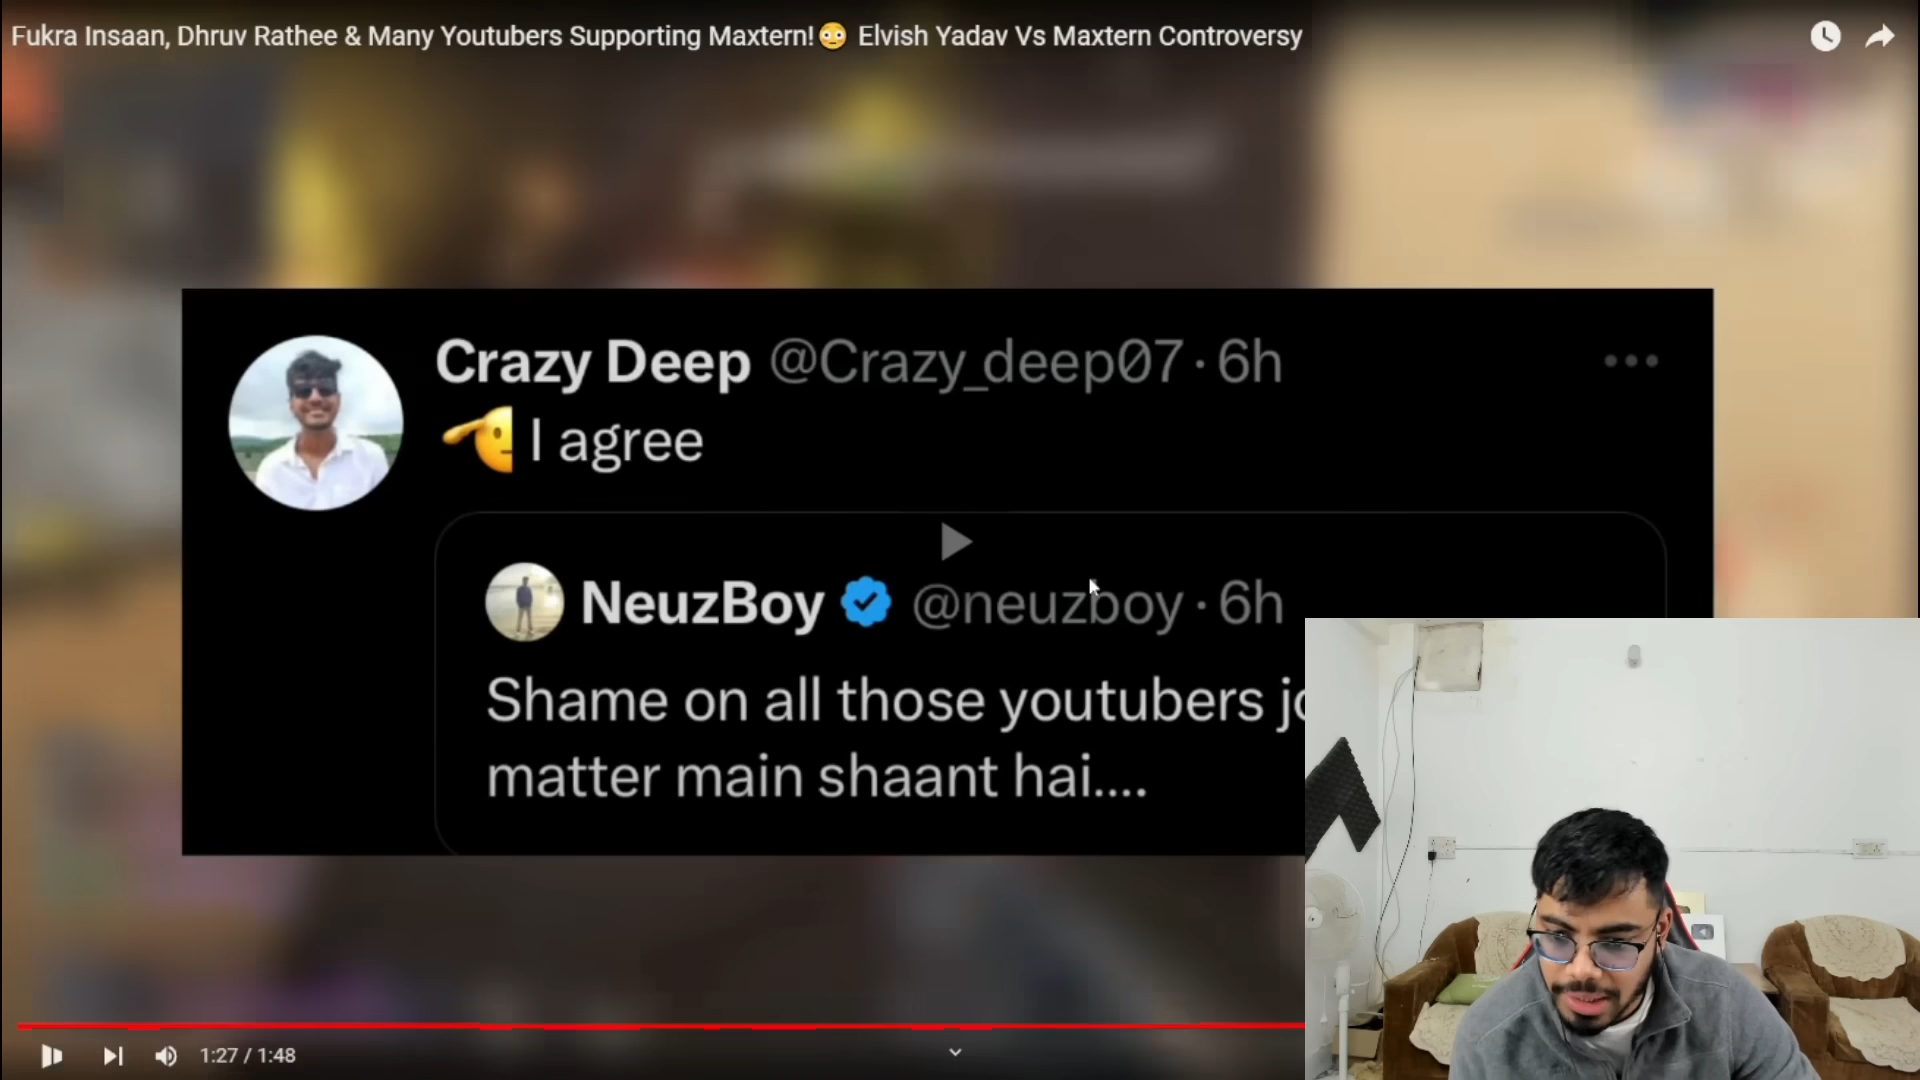 Fukra Insaan, Dhruv Rathee & Many Youtubers Supporting Maxtern!😳 Elvish Yadav Vs Maxtern Controversy
Crazy Deep @Crazy_deep07 · 6h
I agree
NeuzBoy @neuzboy · 6h
Shame on all those youtubers
matter main shaant hai....
1:27 / 1:48